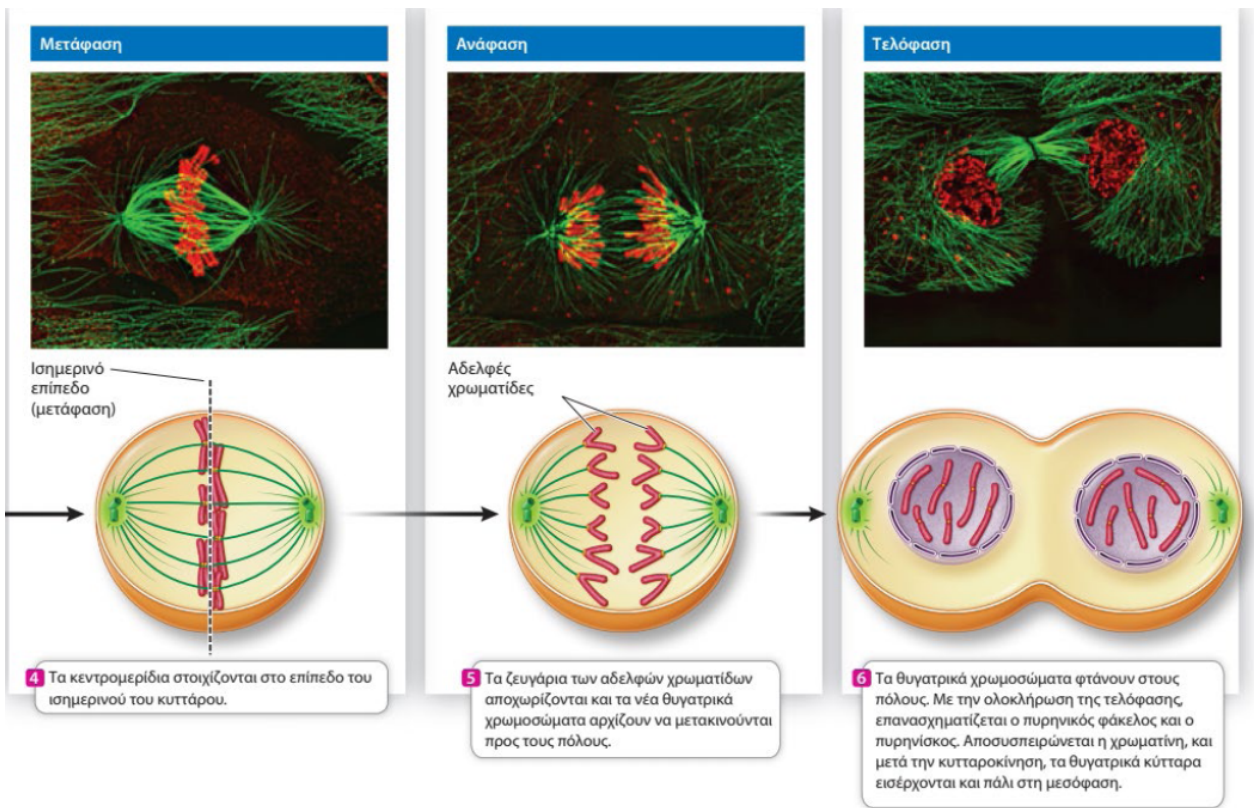 Μετάφαση
Ισημερινό
επίπεδο
(μετάφαση)
4 Τα κεντρομερίδια στοιχίζονται στο επίπεδο του
ισημερινού του κυττάρου.
Ανάφαση
Αδελφές
χρωματίδες
5 Τα ζευγάρια των αδελφών χρωματίδων
αποχωρίζονται και τα νέα θυγατρικά
χρωμοσώματα αρχίζουν να μετακινούνται
προς τους πόλους.
Τελόφαση
6 Τα θυγατρικά χρωμοσώματα φτάνουν στους
πόλους. Με την ολοκλήρωση της τελόφασης,
επανασχηματίζεται ο πυρηνικός φάκελος και ο
πυρηνίσκος. Αποσυσπειρώνεται η χρωματίνη, και
μετά την κυτταροκίνηση, τα θυγατρικά κύτταρα
εισέρχονται και πάλι στη μεσόφαση.